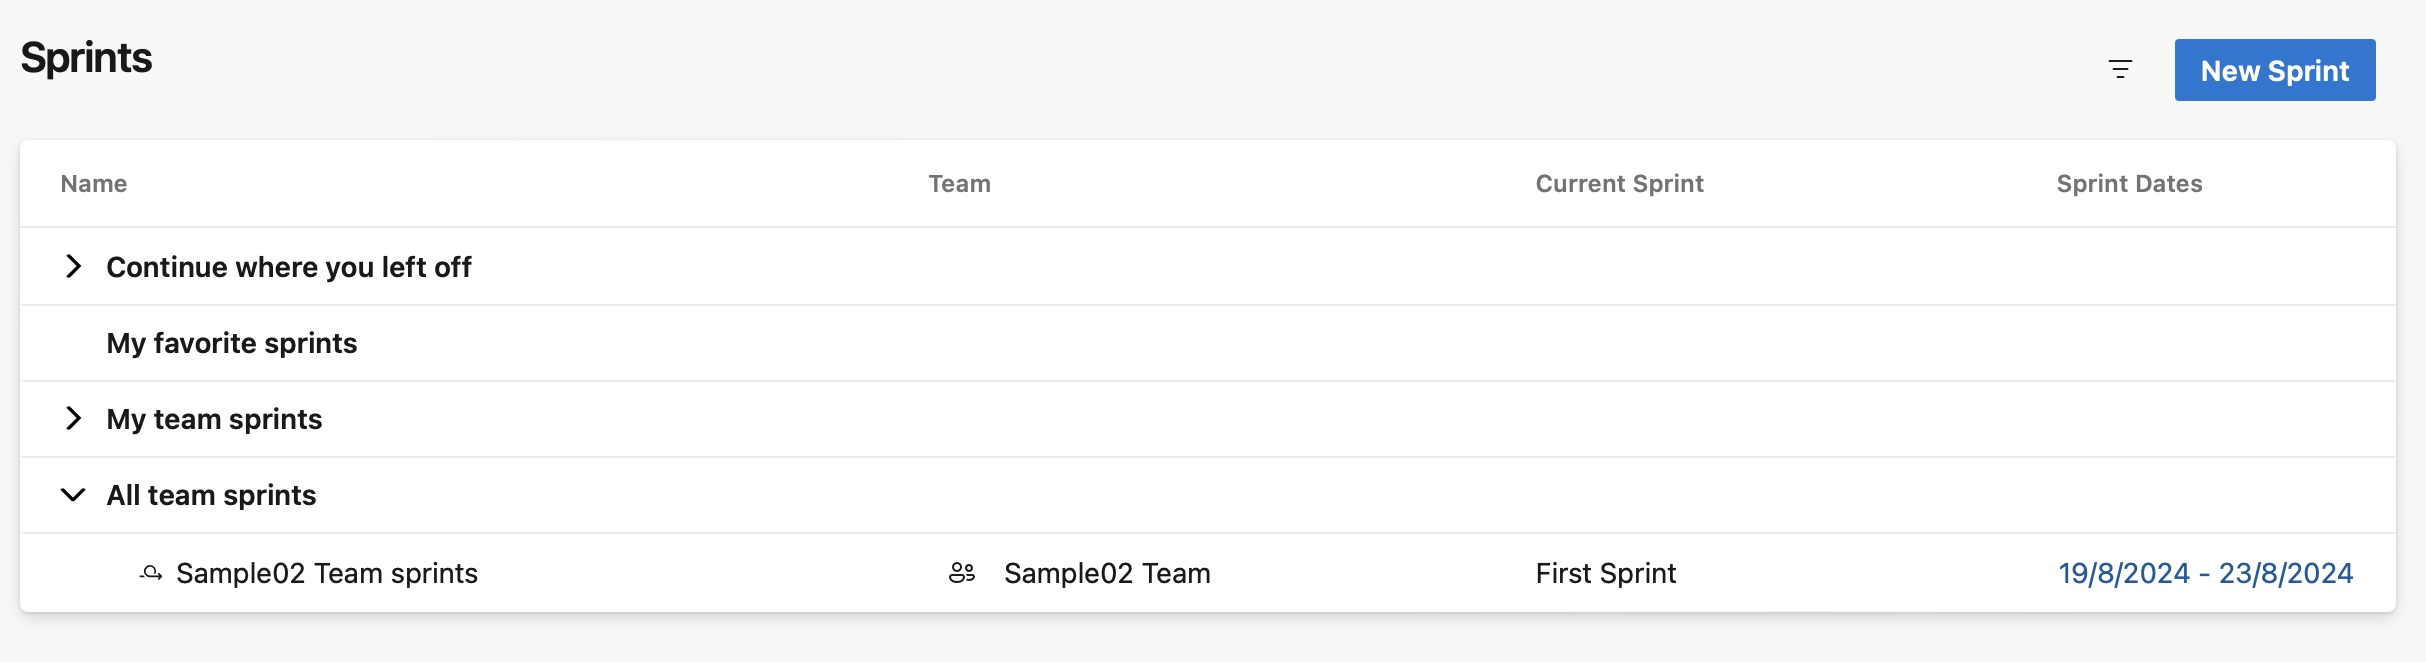 Sprints
New Sprint
Name Team Current Sprint Sprint Dates
Continue where you left off
My favorite sprints
My team sprints
All team sprints
Sample02 Team sprints Sample02 Team First Sprint 19/8/2024 - 23/8/2024